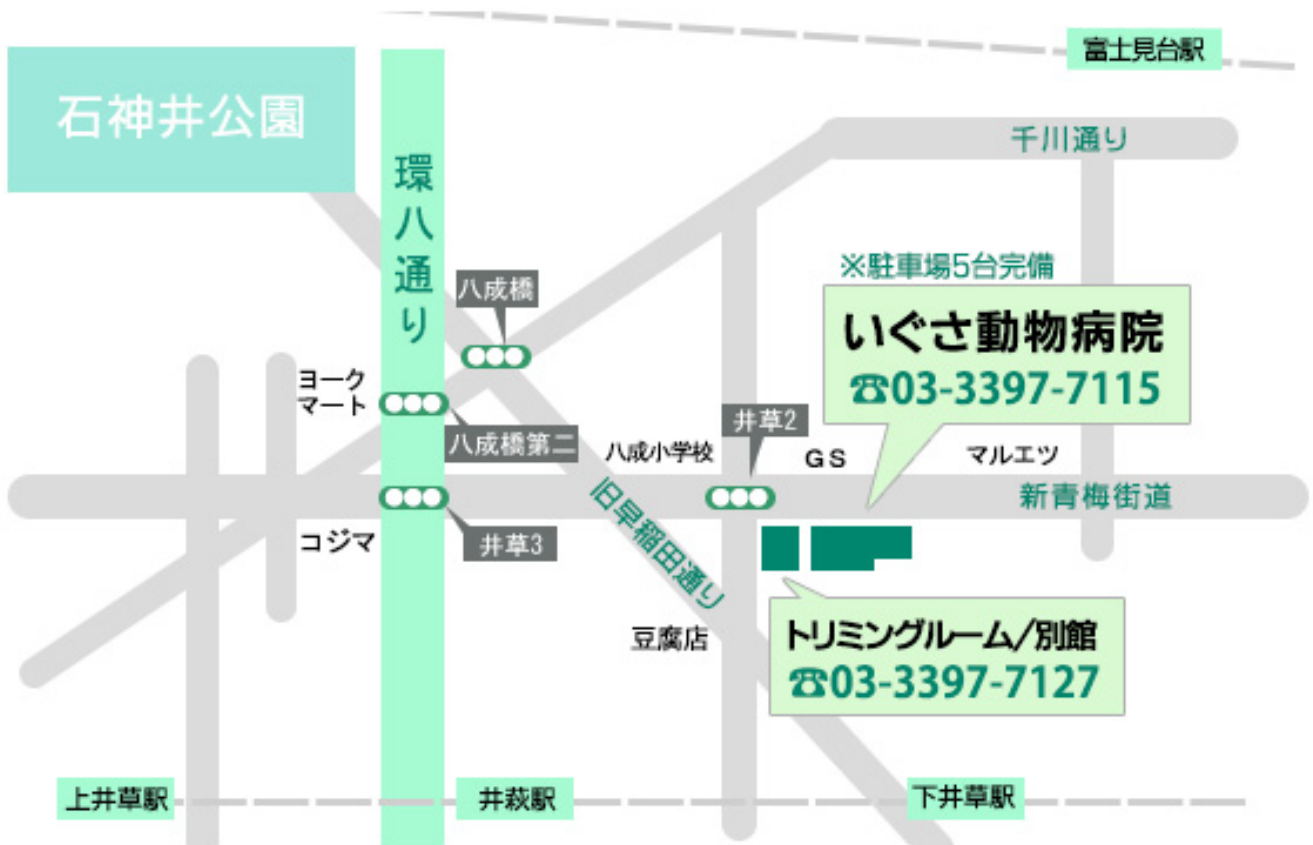 富士見台駅
石神井公園
千川通り
環八通り
※駐車場5台完備
八成橋
いぐさ動物病院
☎03-3397-7115
ヨーク
マート
八成橋第二
八成小学校
井草2
GS
マルエツ
新青梅街道
旧早稲田通り
コジマ
井草3
豆腐店
トリミングルーム/別館
☎03-3397-7127
上井草駅
井荻駅
下井草駅